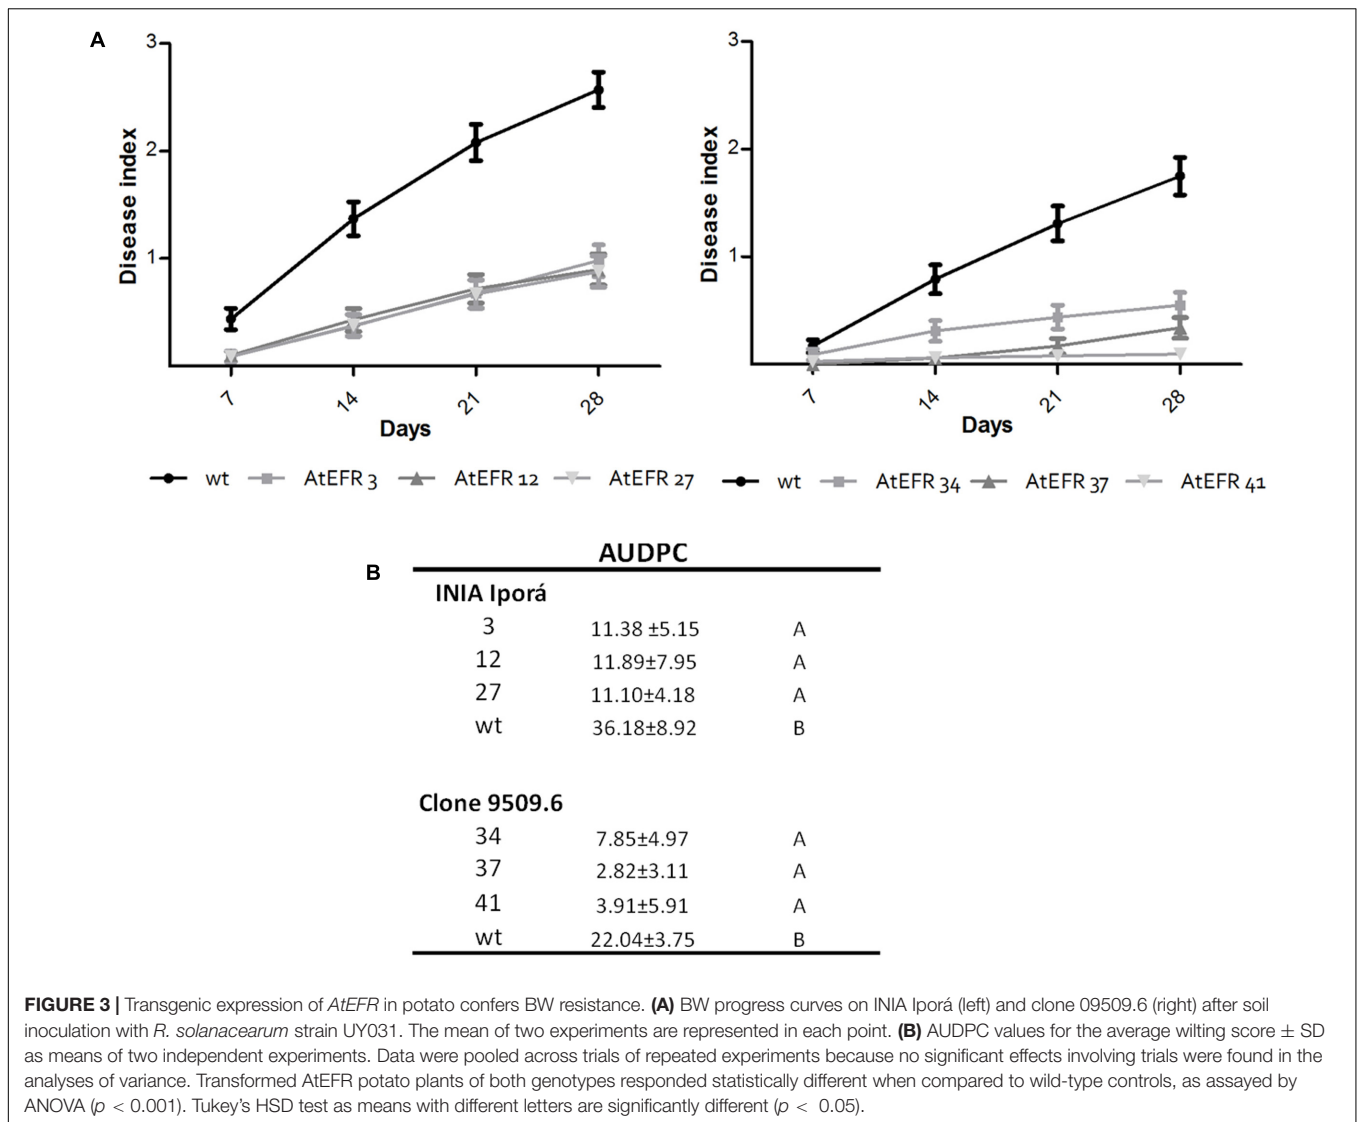 A
3
2
1
Disease index
7
14
21
28
Days
3
2
1
Disease index
7
14
21
28
Days
wt AtEFR 3 AtEFR 12 AtEFR 27
wt AtEFR 34 AtEFR 37 AtEFR 41
AUDPC
B
INIA Iporá
3 11.38 ±5.15 A
12 11.89±7.95 A
27 11.10±4.18 A
wt 36.18±8.92 B
Clone 9509.6
34 7.85±4.97 A
37 2.82±3.11 A
41 3.91±5.91 A
wt 22.04±3.75 B
FIGURE 3 | Transgenic expression of AtEFR in potato confers BW resistance. (A) BW progress curves on INIA Iporá (left) and clone 09509.6 (right) after soil
inoculation with R. solanacearum strain UY031. The mean of two experiments are represented in each point. (B) AUDPC values for the average wilting score ± SD
as means of two independent experiments. Data were pooled across trials of repeated experiments because no significant effects involving trials were found in the
analyses of variance. Transformed AtEFR potato plants of both genotypes responded statistically different when compared to wild-type controls, as assayed by
ANOVA (p < 0.001). Tukey's HSD test as means with different letters are significantly different (p < 0.05).